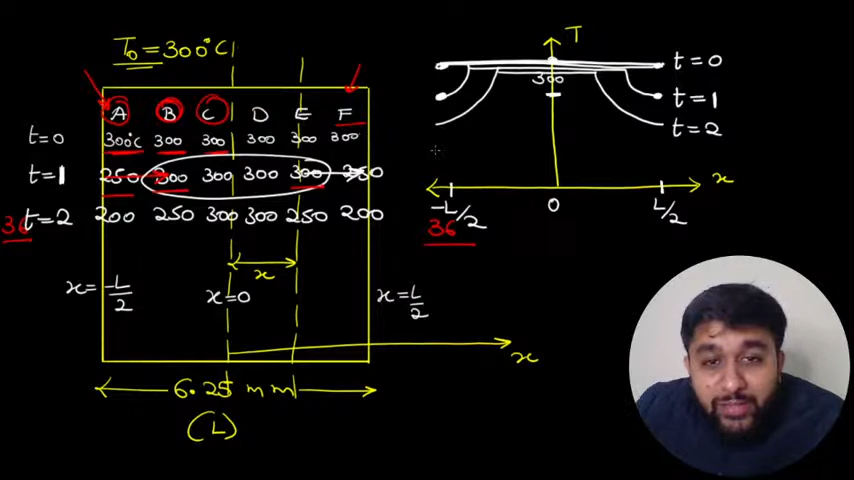 T₀ = 300°C
A B C D E F
t=0 300°C 300 300 300 300 300
t=1 250 300 300 300 300 250
t=2 200 250 300 300 250 200
36
x
x = -L/2
x=0
x = L/2
x
6.25 mm
(L)
T
t=0
300
t=1
t=2
x
-L/2 0 L/2
36